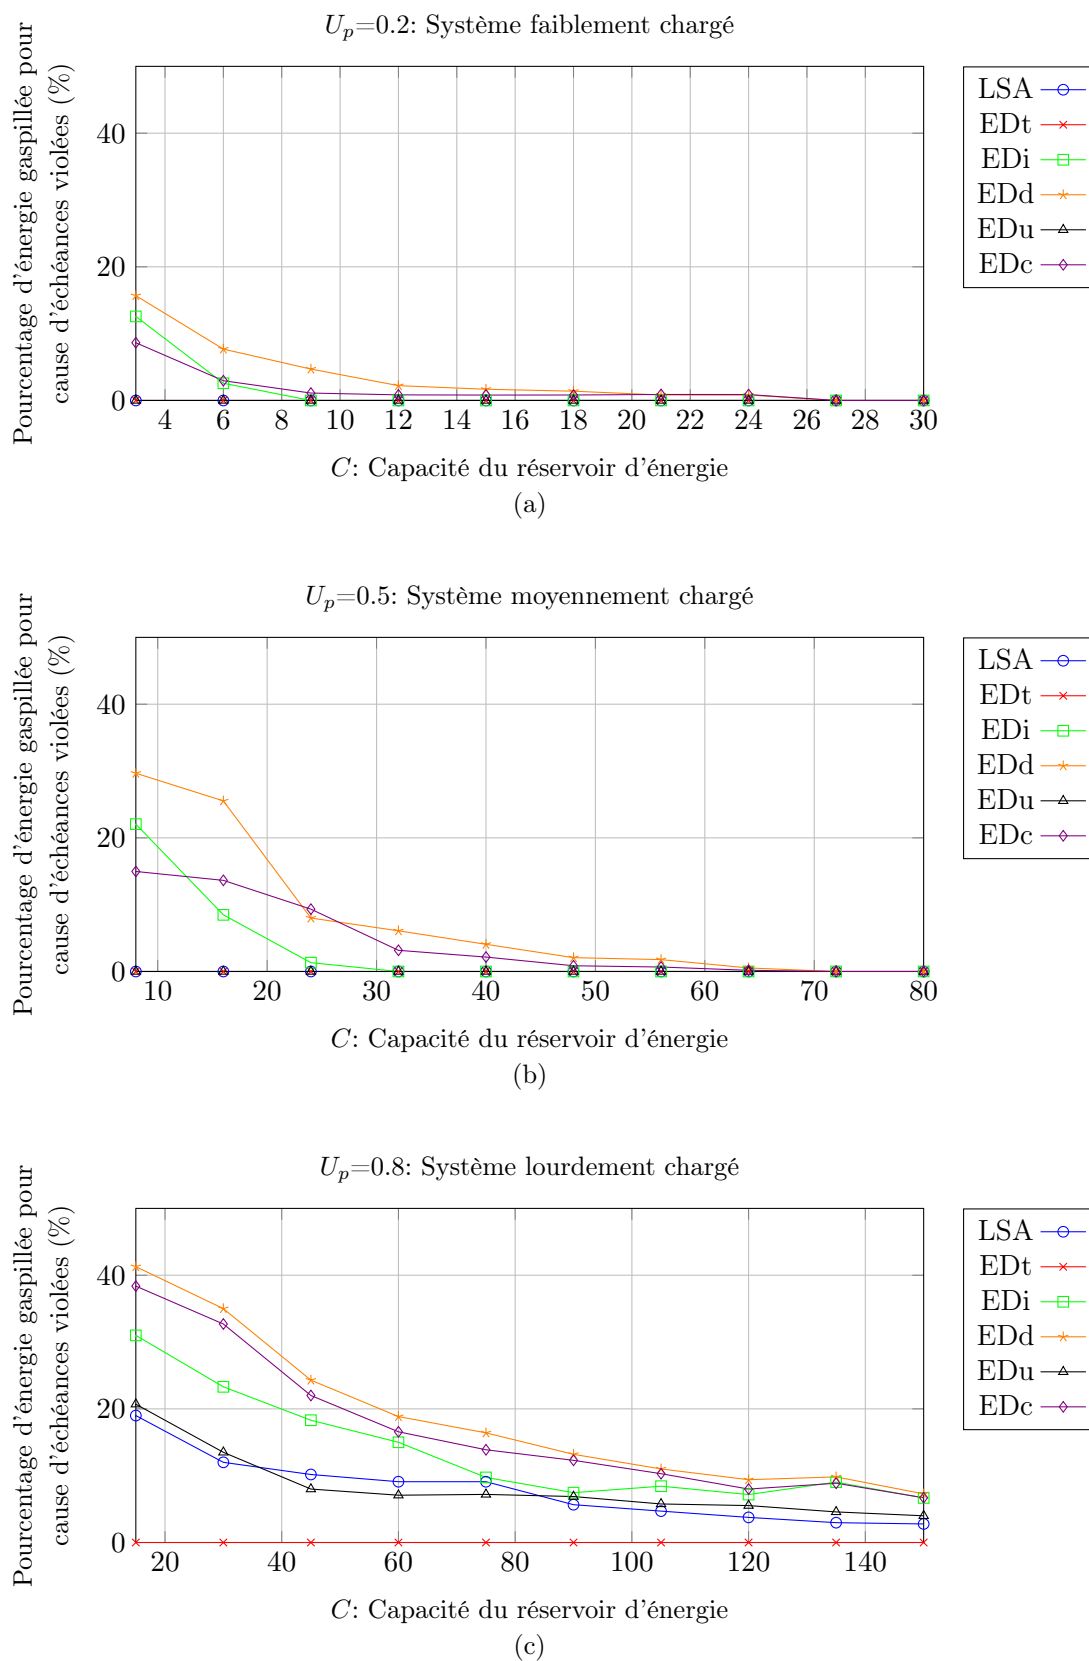 U_p=0.2: Système faiblement chargé
Pourcentage d'énergie gaspillée pour
cause d'échéances violées (%)
40
20
0
4 6 8 10 12 14 16 18 20 22 24 26 28 30
C: Capacité du réservoir d'énergie
(a)
LSA
EDt
EDi
EDd
EDu
EDc
U_p=0.5: Système moyennement chargé
Pourcentage d'énergie gaspillée pour
cause d'échéances violées (%)
40
20
0
10 20 30 40 50 60 70 80
C: Capacité du réservoir d'énergie
(b)
LSA
EDt
EDi
EDd
EDu
EDc
U_p=0.8: Système lourdement chargé
Pourcentage d'énergie gaspillée pour
cause d'échéances violées (%)
40
20
0
20 40 60 80 100 120 140
C: Capacité du réservoir d'énergie
(c)
LSA
EDt
EDi
EDd
EDu
EDc